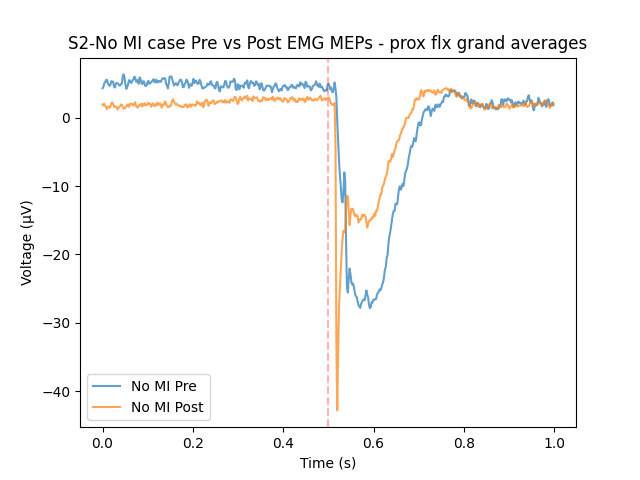 S2-No MI case Pre vs Post EMG MEPs - prox flx grand averages
Voltage (μV)
0
−10
−20
−30
−40
No MI Pre
No MI Post
0.0 0.2 0.4 0.6 0.8 1.0
Time (s)